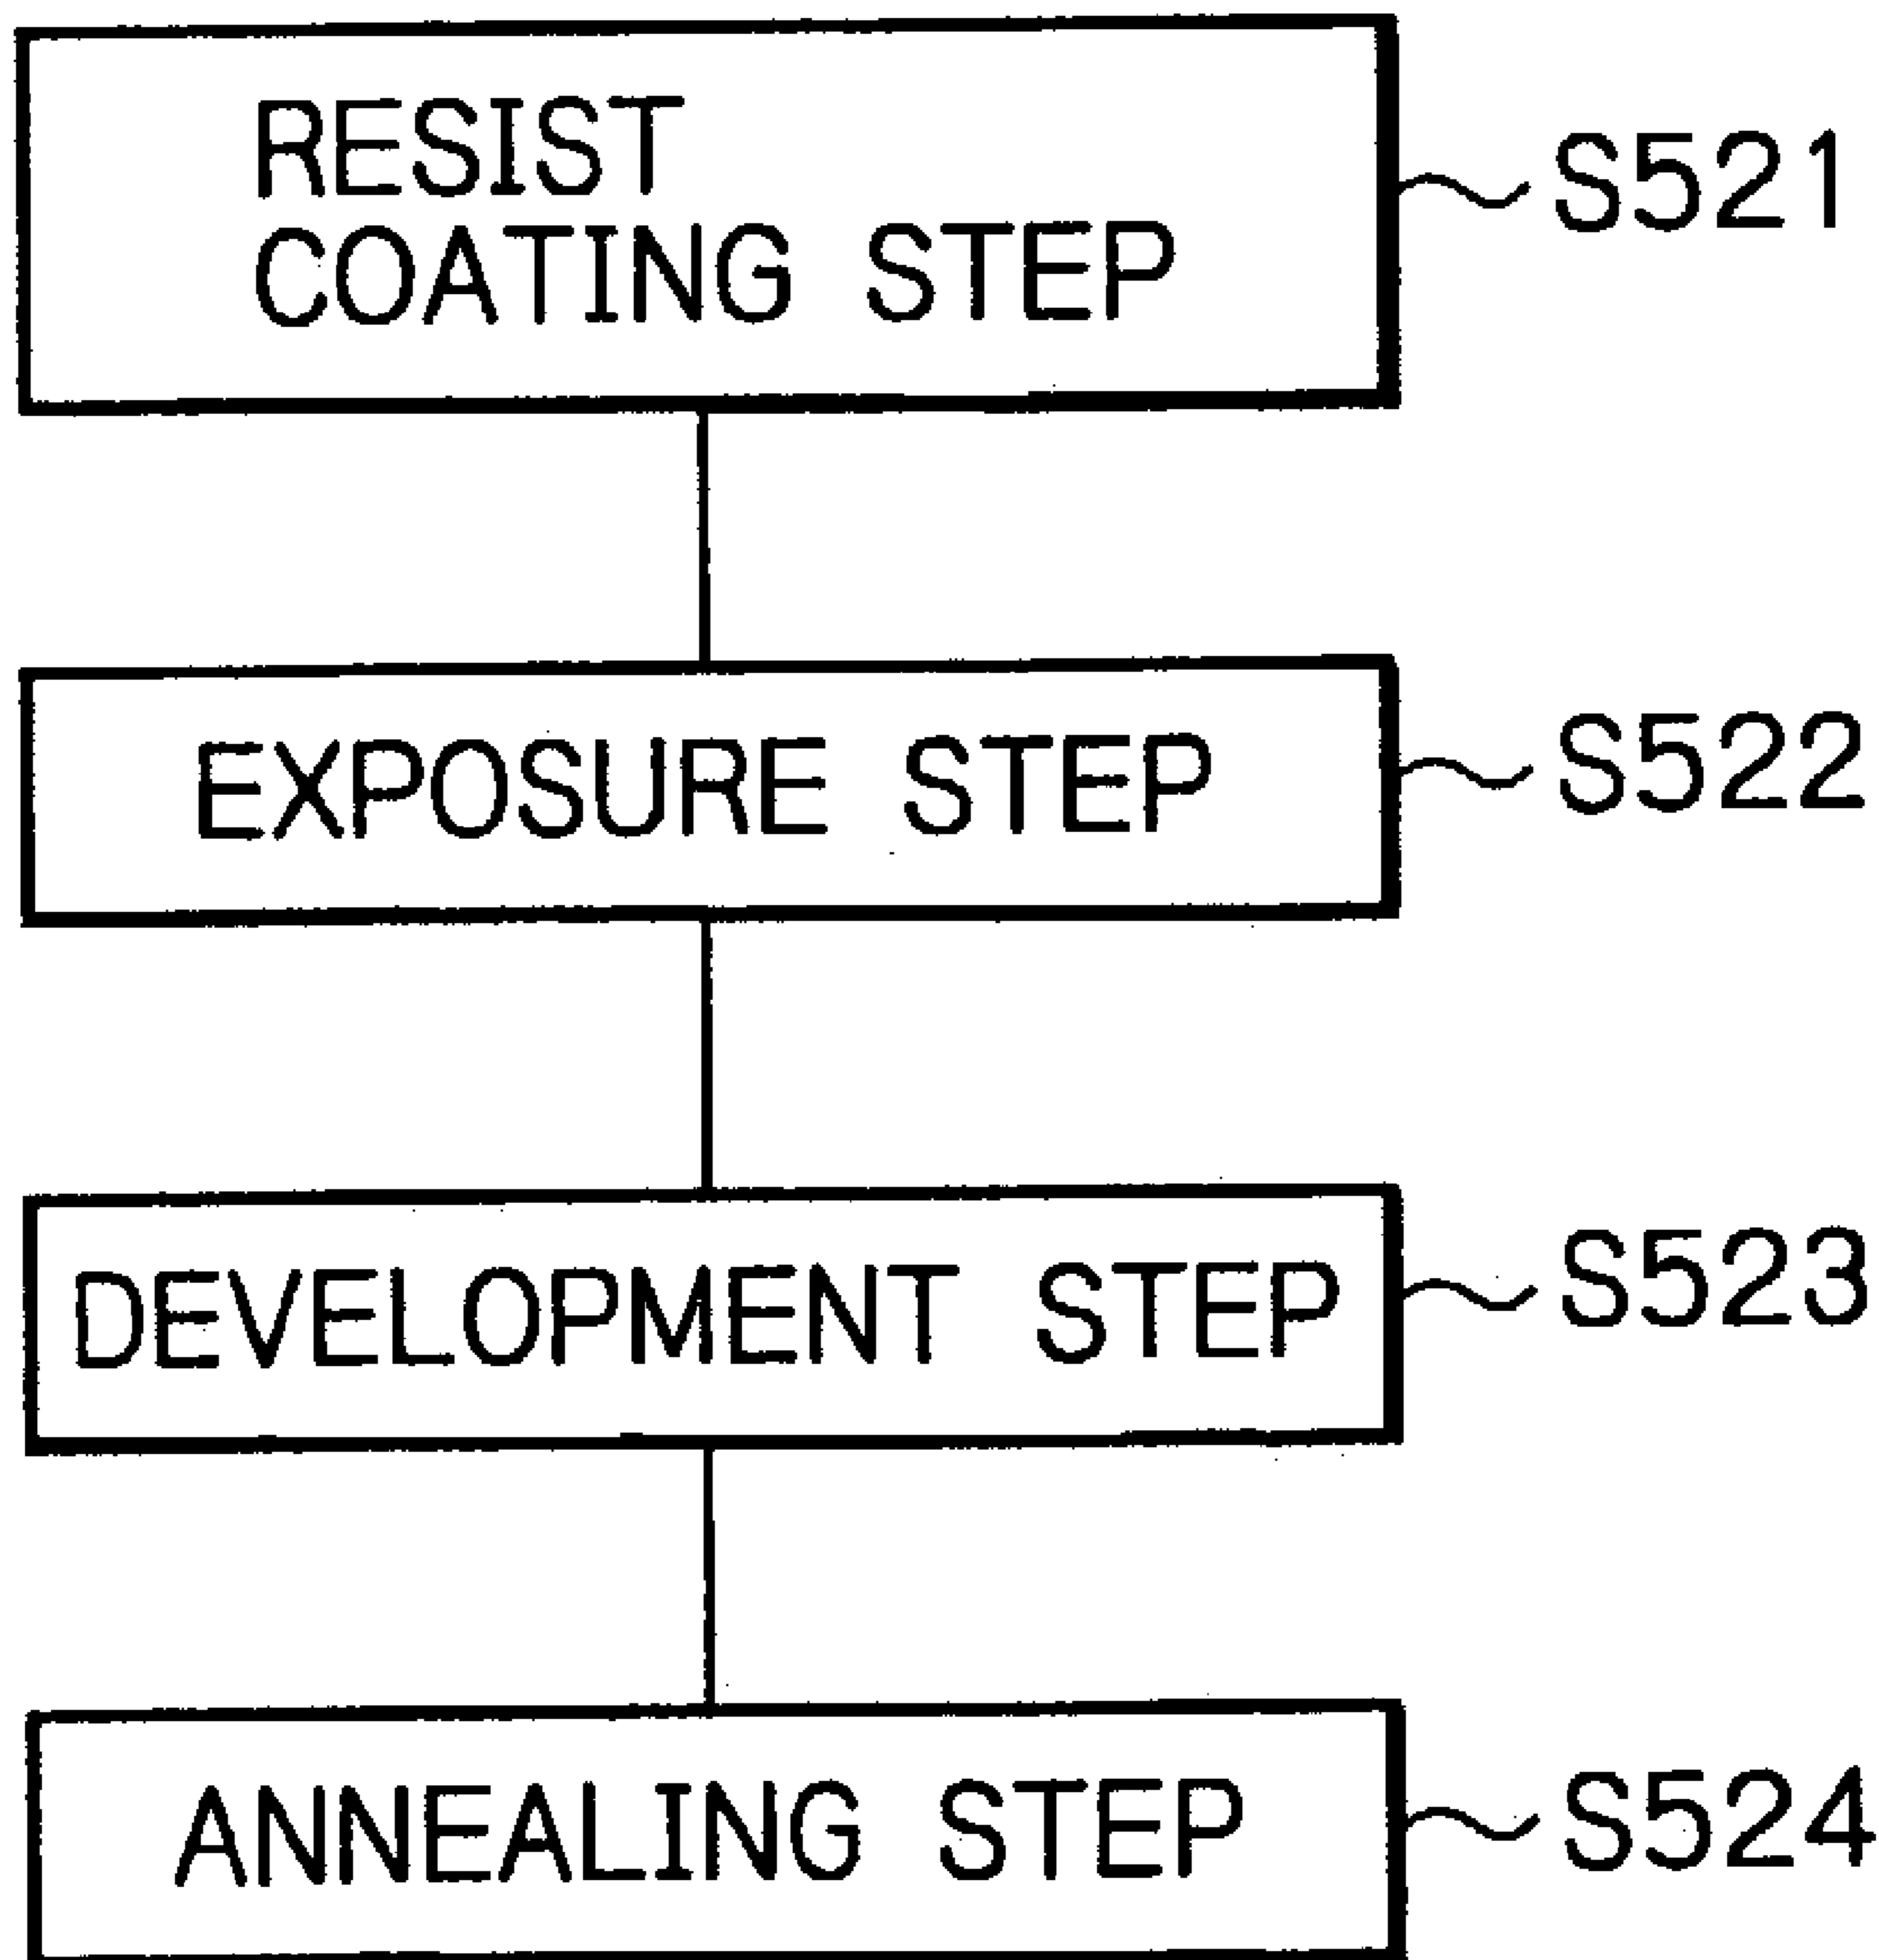 RESIST
COATING STEP
S521
EXPOSURE STEP
S522
DEVELOPMENT STEP
S523
ANNEALING STEP
S524